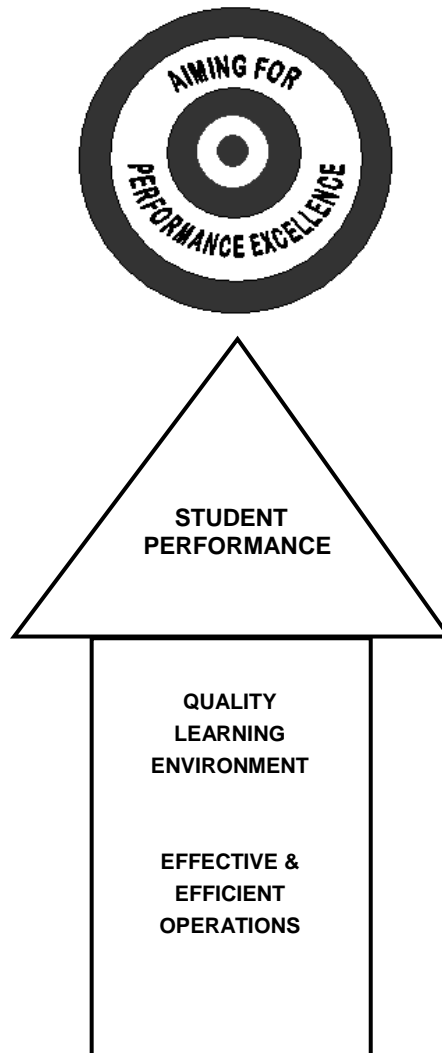 AIMING FOR
PERFORMANCE EXCELLENCE
STUDENT
PERFORMANCE
QUALITY
LEARNING
ENVIRONMENT
EFFECTIVE &
EFFICIENT
OPERATIONS